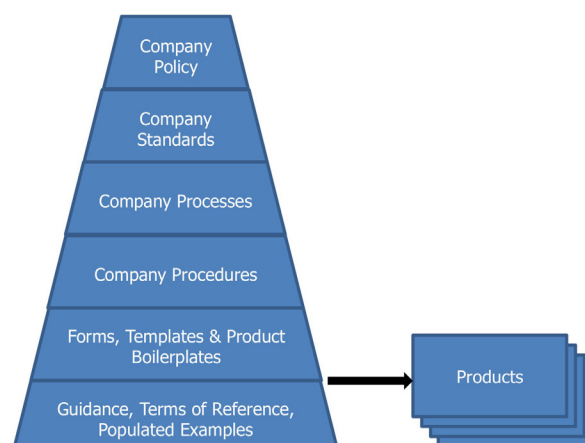 Company
Policy
Company
Standards
Company Processes
Company Procedures
Forms, Templates & Product
Boilerplates
Products
Guidance, Terms of Reference,
Populated Examples